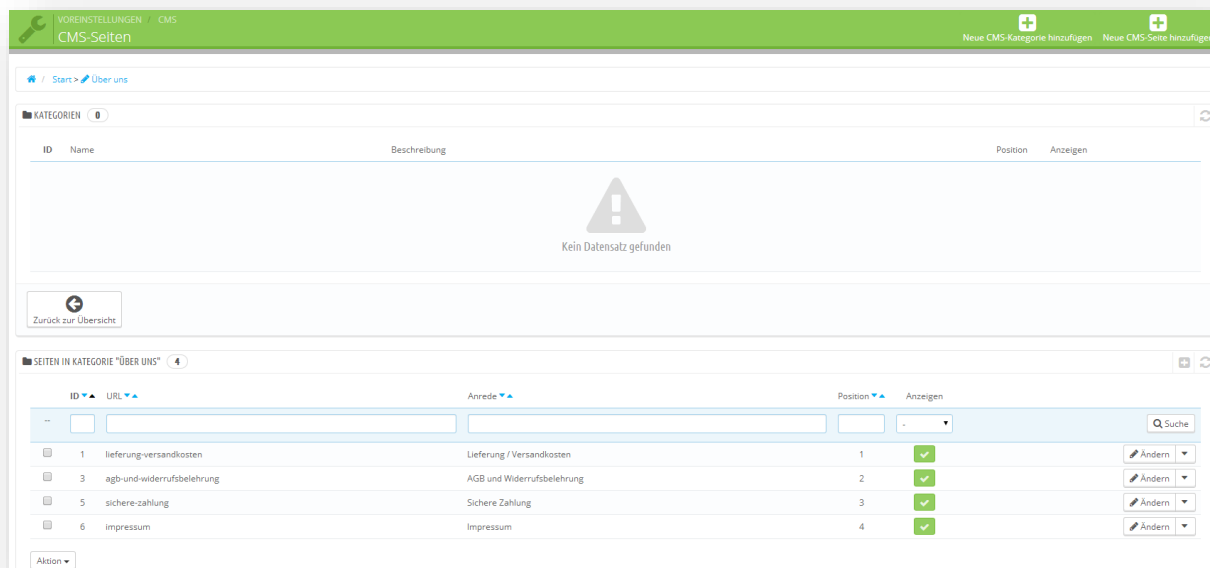 VOREINSTELLUNGEN / CMS
CMS-Seiten
Neue CMS-Kategorie hinzufügen Neue CMS-Seite hinzufügen
/ Start > Über uns
KATEGORIEN 0
ID Name Beschreibung Position Anzeigen
Kein Datensatz gefunden
Zurück zur Übersicht
SEITEN IN KATEGORIE "ÜBER UNS" 4
ID URL Anrede Position Anzeigen
-- - Suche
1 lieferung-versandkosten Lieferung / Versandkosten 1 Ändern
3 agb-und-widerrufsbelehrung AGB und Widerrufsbelehrung 2 Ändern
5 sichere-zahlung Sichere Zahlung 3 Ändern
6 impressum Impressum 4 Ändern
Aktion